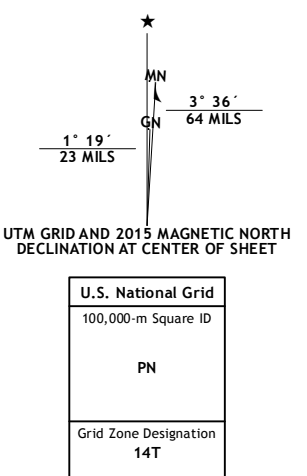 ★
MN
3° 36´
64 MILS
GN
1° 19´
23 MILS
UTM GRID AND 2015 MAGNETIC NORTH
DECLINATION AT CENTER OF SHEET
U.S. National Grid
100,000-m Square ID
PN
Grid Zone Designation
14T